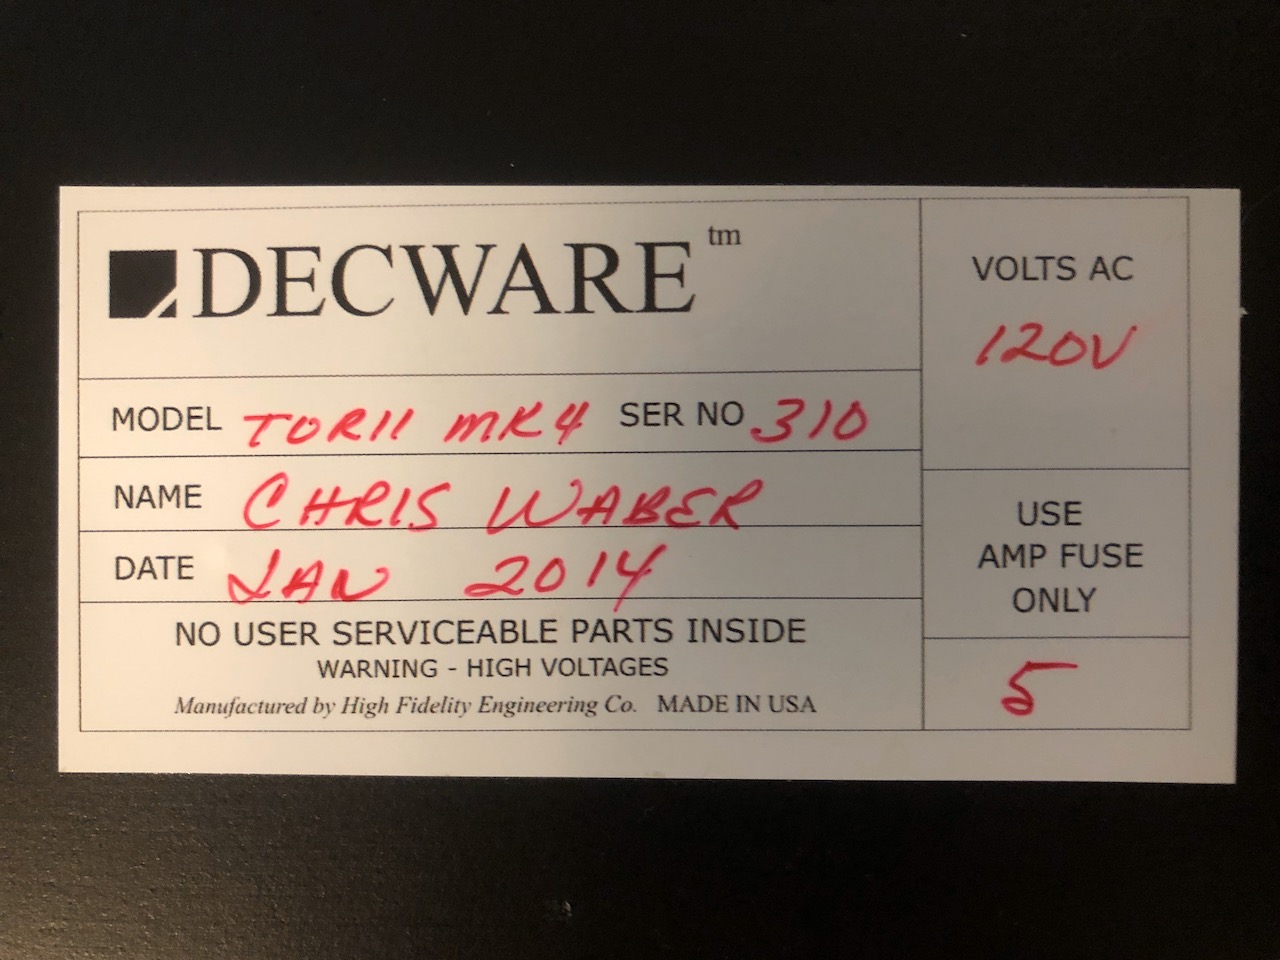 DECWARE tm
MODEL TORII MK4 SER NO 310
NAME CHRIS WABER
DATE JAN 2014
NO USER SERVICEABLE PARTS INSIDE
WARNING - HIGH VOLTAGES
Manufactured by High Fidelity Engineering Co. MADE IN USA
VOLTS AC
120V
USE
AMP FUSE
ONLY
5